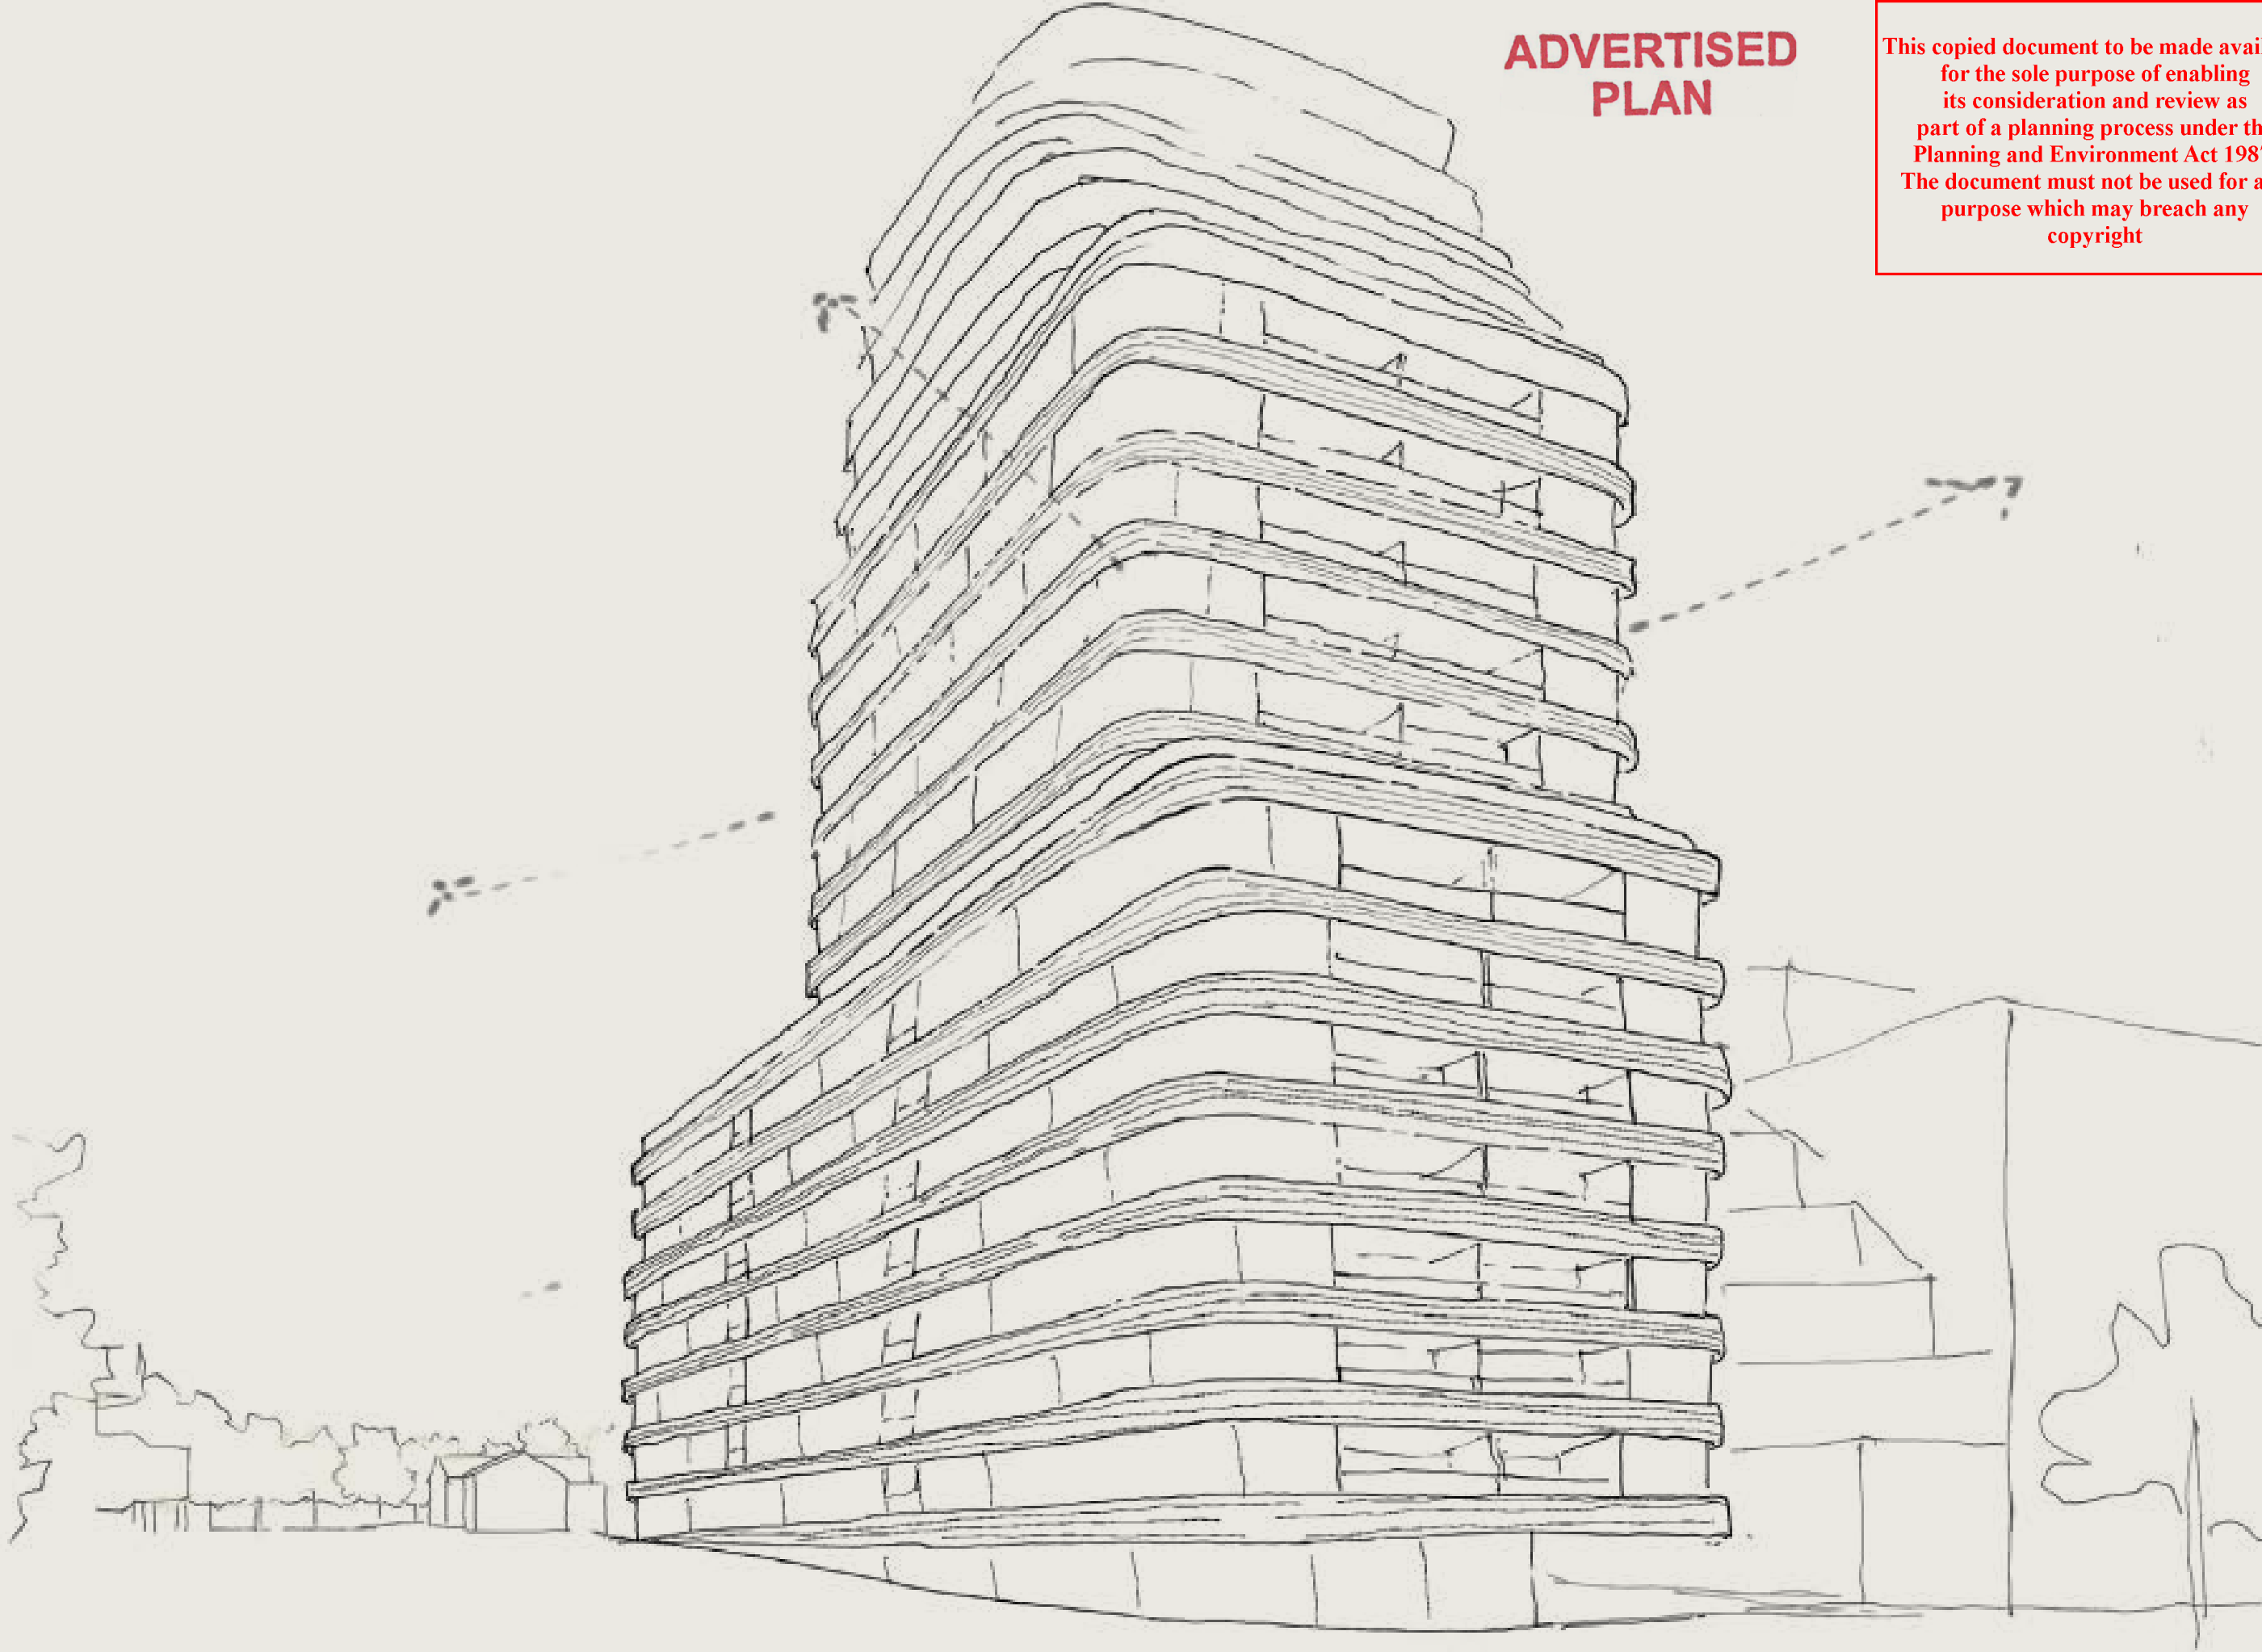 ADVERTISED
PLAN
This copied document to be made avai
for the sole purpose of enabling
its consideration and review as
part of a planning process under th
Planning and Environment Act 198
The document must not be used for a
purpose which may breach any
copyright